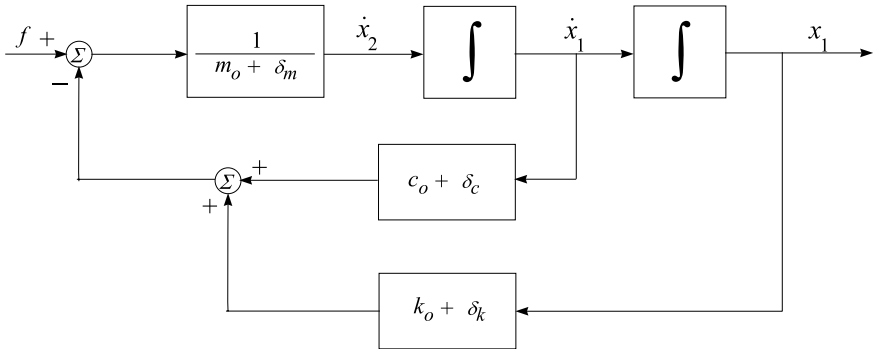 f + Σ −
1 / (m_o + δ_m)
ẋ_2
∫
ẋ_1
∫
x_1
Σ + +
c_o + δ_c
k_o + δ_k